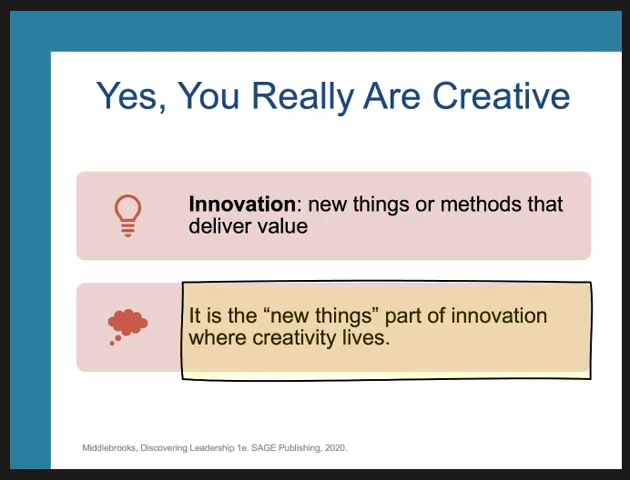 Yes, You Really Are Creative
Innovation: new things or methods that
deliver value
It is the “new things” part of innovation
where creativity lives.
Middlebrooks, Discovering Leadership 1e. SAGE Publishing, 2020.